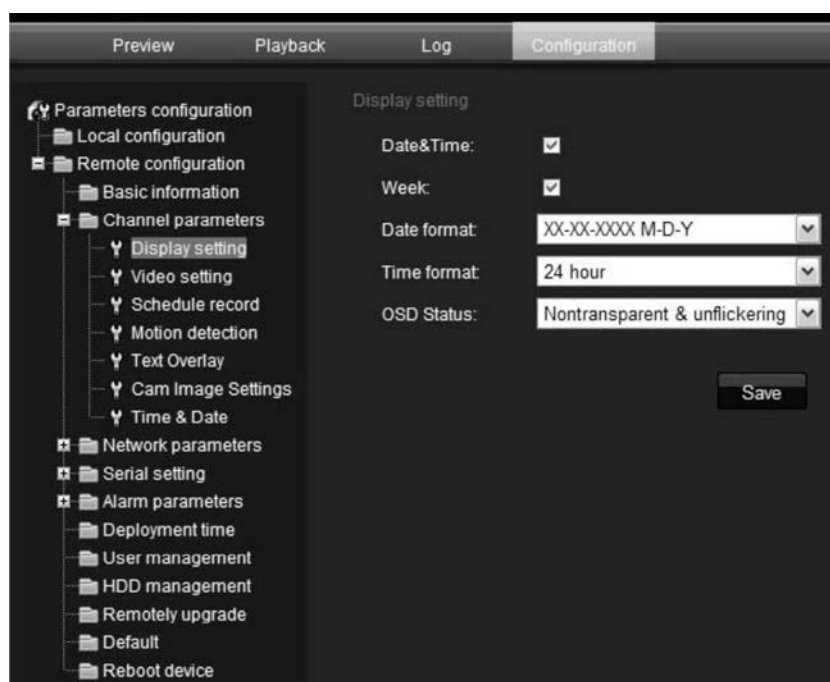 Preview Playback Log Configuration
Parameters configuration
Local configuration
Remote configuration
Basic information
Channel parameters
Display setting
Video setting
Schedule record
Motion detection
Text Overlay
Cam Image Settings
Time & Date
Network parameters
Serial setting
Alarm parameters
Deployment time
User management
HDD management
Remotely upgrade
Default
Reboot device
Display setting
Date&Time:
Week:
Date format: XX-XX-XXXX M-D-Y
Time format: 24 hour
OSD Status: Nontransparent & unflickering
Save